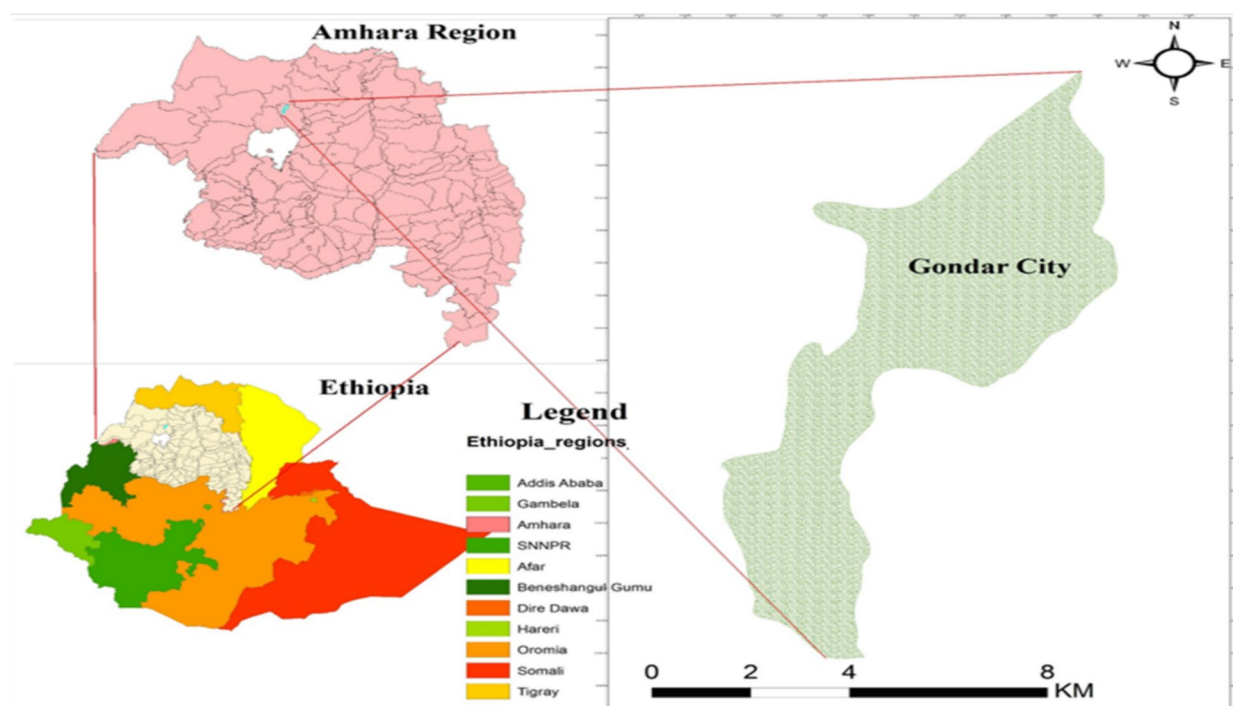 Amhara Region
N
W
E
S
Gondar City
Ethiopia
Legend
Ethiopia_regions
Addis Ababa
Gambela
Amhara
SNNPR
Afar
Beneshangul Gumu
Dire Dawa
Hareri
Oromia
Somali
Tigray
0 2 4 8
KM